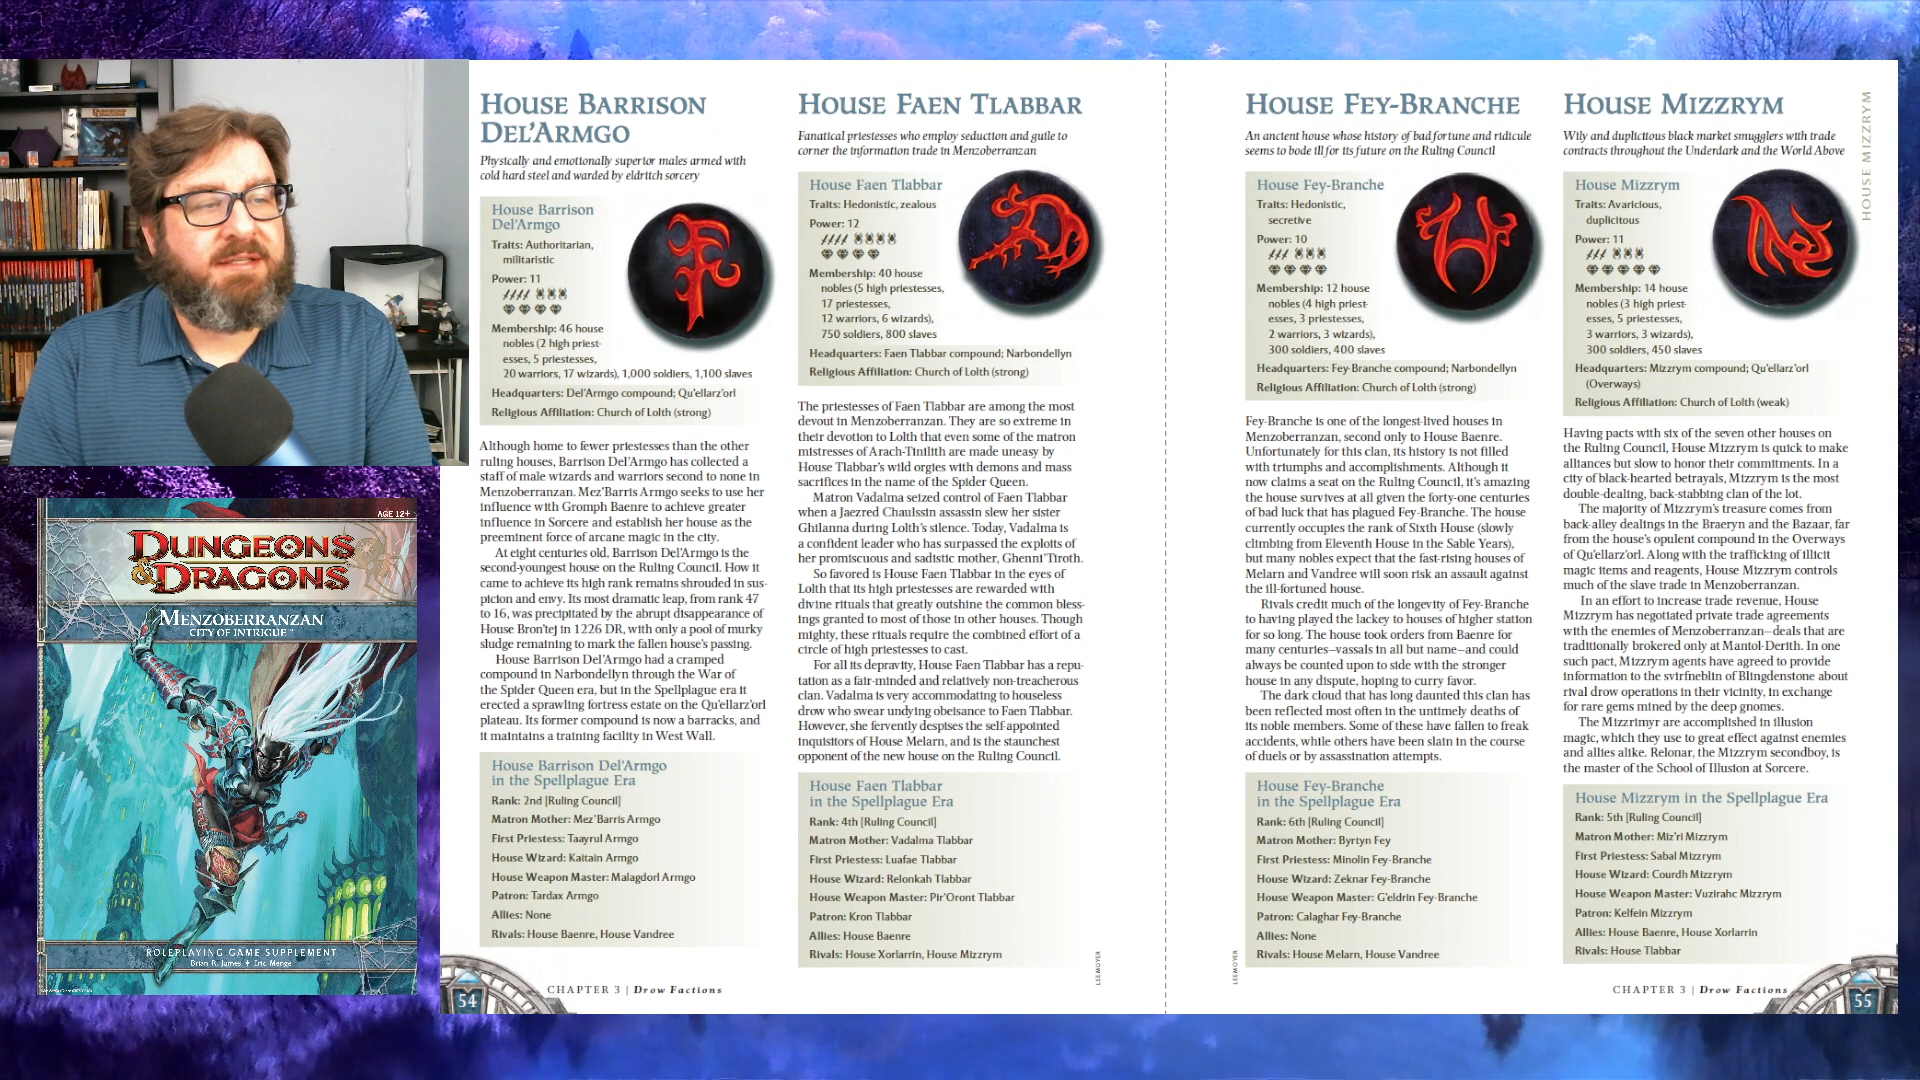 HOUSE BARRISON
DEL'ARMGO
Physically and emotionally superior males armed with
cold hard steel and warded by eldritch sorcery
House Barrison
Del'Armgo
Traits: Authoritarian,
militaristic
Power: 11
Membership: 46 house
nobles (2 high priest-
esses, 5 priestesses,
20 warriors, 17 wizards), 1,000 soldiers, 1,100 slaves
Headquarters: Del'Armgo compound; Qu'ellarz'orl
Religious Affiliation: Church of Lolth (strong)
Although home to fewer priestesses than the other
ruling houses, Barrison Del'Armgo has collected a
staff of male wizards and warriors second to none in
Menzoberranzan. Mez'Barris Armgo seeks to use her
influence with Gromph Baenre to achieve greater
influence in Sorcere and establish her house as the
preeminent force of arcane magic in the city.
At eight centuries old, Barrison Del'Armgo is the
second-youngest house on the Ruling Council. How it
came to achieve its high rank remains shrouded in sus-
picion and envy. Its most dramatic leap, from rank 47
to 16, was precipitated by the abrupt disappearance of
House Bron'tej in 1226 DR, with only a pool of murky
sludge remaining to mark the fallen house's passing.
House Barrison Del'Armgo had a cramped
compound in Narbondellyn through the War of
the Spider Queen era, but in the Spellplague era it
erected a sprawling fortress estate on the Qu'ellarz'orl
plateau. Its former compound is now a barracks, and
it maintains a training facility in West Wall.
House Barrison Del'Armgo
in the Spellplague Era
Rank: 2nd [Ruling Council]
Matron Mother: Mez'Barris Armgo
First Priestess: Taayrul Armgo
House Wizard: Kaitain Armgo
House Weapon Master: Malagdorl Armgo
Patron: Tardax Armgo
Allies: None
Rivals: House Baenre, House Vandree
54
CHAPTER 3 | Drow Factions
HOUSE FAEN TLABBAR
Fanatical priestesses who employ seduction and guile to
corner the information trade in Menzoberranzan
House Faen Tlabbar
Traits: Hedonistic, zealous
Power: 12
Membership: 40 house
nobles (5 high priestesses,
17 priestesses,
12 warriors, 6 wizards),
750 soldiers, 800 slaves
Headquarters: Faen Tlabbar compound; Narbondellyn
Religious Affiliation: Church of Lolth (strong)
The priestesses of Faen Tlabbar are among the most
devout in Menzoberranzan. They are so extreme in
their devotion to Lolth that even some of the matron
mistresses of Arach-Tinilith are made uneasy by
House Tlabbar's wild orgies with demons and mass
sacrifices in the name of the Spider Queen.
Matron Vadalma seized control of Faen Tlabbar
when a Jaezred Chaulssin assassin slew her sister
Ghilanna during Lolth's silence. Today, Vadalma is
a confident leader who has surpassed the exploits of
her promiscuous and sadistic mother, Ghenni'Tiroth.
So favored is House Faen Tlabbar in the eyes of
Lolth that its high priestesses are rewarded with
divine rituals that greatly outshine the common bless-
ings granted to most of those in other houses. Though
mighty, these rituals require the combined effort of a
circle of high priestesses to cast.
For all its depravity, House Faen Tlabbar has a repu-
tation as a fair-minded and relatively non-treacherous
clan. Vadalma is very accommodating to houseless
drow who swear undying obeisance to Faen Tlabbar.
However, she fervently despises the self-appointed
inquisitors of House Melarn, and is the staunchest
opponent of the new house on the Ruling Council.
House Faen Tlabbar
in the Spellplague Era
Rank: 4th [Ruling Council]
Matron Mother: Vadalma Tlabbar
First Priestess: Luafae Tlabbar
House Wizard: Relonkah Tlabbar
House Weapon Master: Pir'Oront Tlabbar
Patron: Kron Tlabbar
Allies: House Baenre
Rivals: House Xorlarrin, House Mizzrym
LEE MOYER
HOUSE FEY-BRANCHE
An ancient house whose history of bad fortune and ridicule
seems to bode ill for its future on the Ruling Council
House Fey-Branche
Traits: Hedonistic,
secretive
Power: 10
Membership: 12 house
nobles (4 high priest-
esses, 3 priestesses,
2 warriors, 3 wizards),
300 soldiers, 400 slaves
Headquarters: Fey-Branche compound; Narbondellyn
Religious Affiliation: Church of Lolth (strong)
Fey-Branche is one of the longest-lived houses in
Menzoberranzan, second only to House Baenre.
Unfortunately for this clan, its history is not filled
with triumphs and accomplishments. Although it
now claims a seat on the Ruling Council, it's amazing
the house survives at all given the forty-one centuries
of bad luck that has plagued Fey-Branche. The house
currently occupies the rank of Sixth House (slowly
climbing from Eleventh House in the Sable Years),
but many nobles expect that the fast-rising houses of
Melarn and Vandree will soon risk an assault against
the ill-fortuned house.
Rivals credit much of the longevity of Fey-Branche
to having played the lackey to houses of higher station
for so long. The house took orders from Baenre for
many centuries—vassals in all but name—and could
always be counted upon to side with the stronger
house in any dispute, hoping to curry favor.
The dark cloud that has long daunted this clan has
been reflected most often in the untimely deaths of
its noble members. Some of these have fallen to freak
accidents, while others have been slain in the course
of duels or by assassination attempts.
House Fey-Branche
in the Spellplague Era
Rank: 6th [Ruling Council]
Matron Mother: Byrtyn Fey
First Priestess: Minolin Fey-Branche
House Wizard: Zeknar Fey-Branche
House Weapon Master: G'eldrin Fey-Branche
Patron: Calaghar Fey-Branche
Allies: None
Rivals: House Melarn, House Vandree
LEE MOYER
HOUSE MIZZRYM
Wily and duplicitous black market smugglers with trade
contracts throughout the Underdark and the World Above
House Mizzrym
Traits: Avaricious,
duplicitous
Power: 11
Membership: 14 house
nobles (3 high priest-
esses, 5 priestesses,
3 warriors, 3 wizards),
300 soldiers, 450 slaves
Headquarters: Mizzrym compound; Qu'ellarz'orl
(Overways)
Religious Affiliation: Church of Lolth (weak)
Having pacts with six of the seven other houses on
the Ruling Council, House Mizzrym is quick to make
alliances but slow to honor their commitments. In a
city of black-hearted betrayals, Mizzrym is the most
double-dealing, back-stabbing clan of the lot.
The majority of Mizzrym's treasure comes from
back-alley dealings in the Braeryn and the Bazaar, far
from the house's opulent compound in the Overways
of Qu'ellarz'orl. Along with the trafficking of illicit
magic items and reagents, House Mizzrym controls
much of the slave trade in Menzoberranzan.
In an effort to increase trade revenue, House
Mizzrym has negotiated private trade agreements
with the enemies of Menzoberranzan—deals that are
traditionally brokered only at Mantol-Derith. In one
such pact, Mizzrym agents have agreed to provide
information to the svirfneblin of Blingdenstone about
rival drow operations in their vicinity, in exchange
for rare gems mined by the deep gnomes.
The Mizzrimyr are accomplished in illusion
magic, which they use to great effect against enemies
and allies alike. Relonar, the Mizzrym secondboy, is
the master of the School of Illusion at Sorcere.
House Mizzrym in the Spellplague Era
Rank: 5th [Ruling Council]
Matron Mother: Miz'ri Mizzrym
First Priestess: Sabal Mizzrym
House Wizard: Courdh Mizzrym
House Weapon Master: Vuzirahc Mizzrym
Patron: Kelfein Mizzrym
Allies: House Baenre, House Xorlarrin
Rivals: House Tlabbar
CHAPTER 3 | Drow Factions
55
HOUSE MIZZRYM
AGE 12+
DUNGEONS
& DRAGONS
MENZOBERRANZAN
CITY OF INTRIGUE™
ROLEPLAYING GAME SUPPLEMENT
Brian R. James ♦ Eric Menge